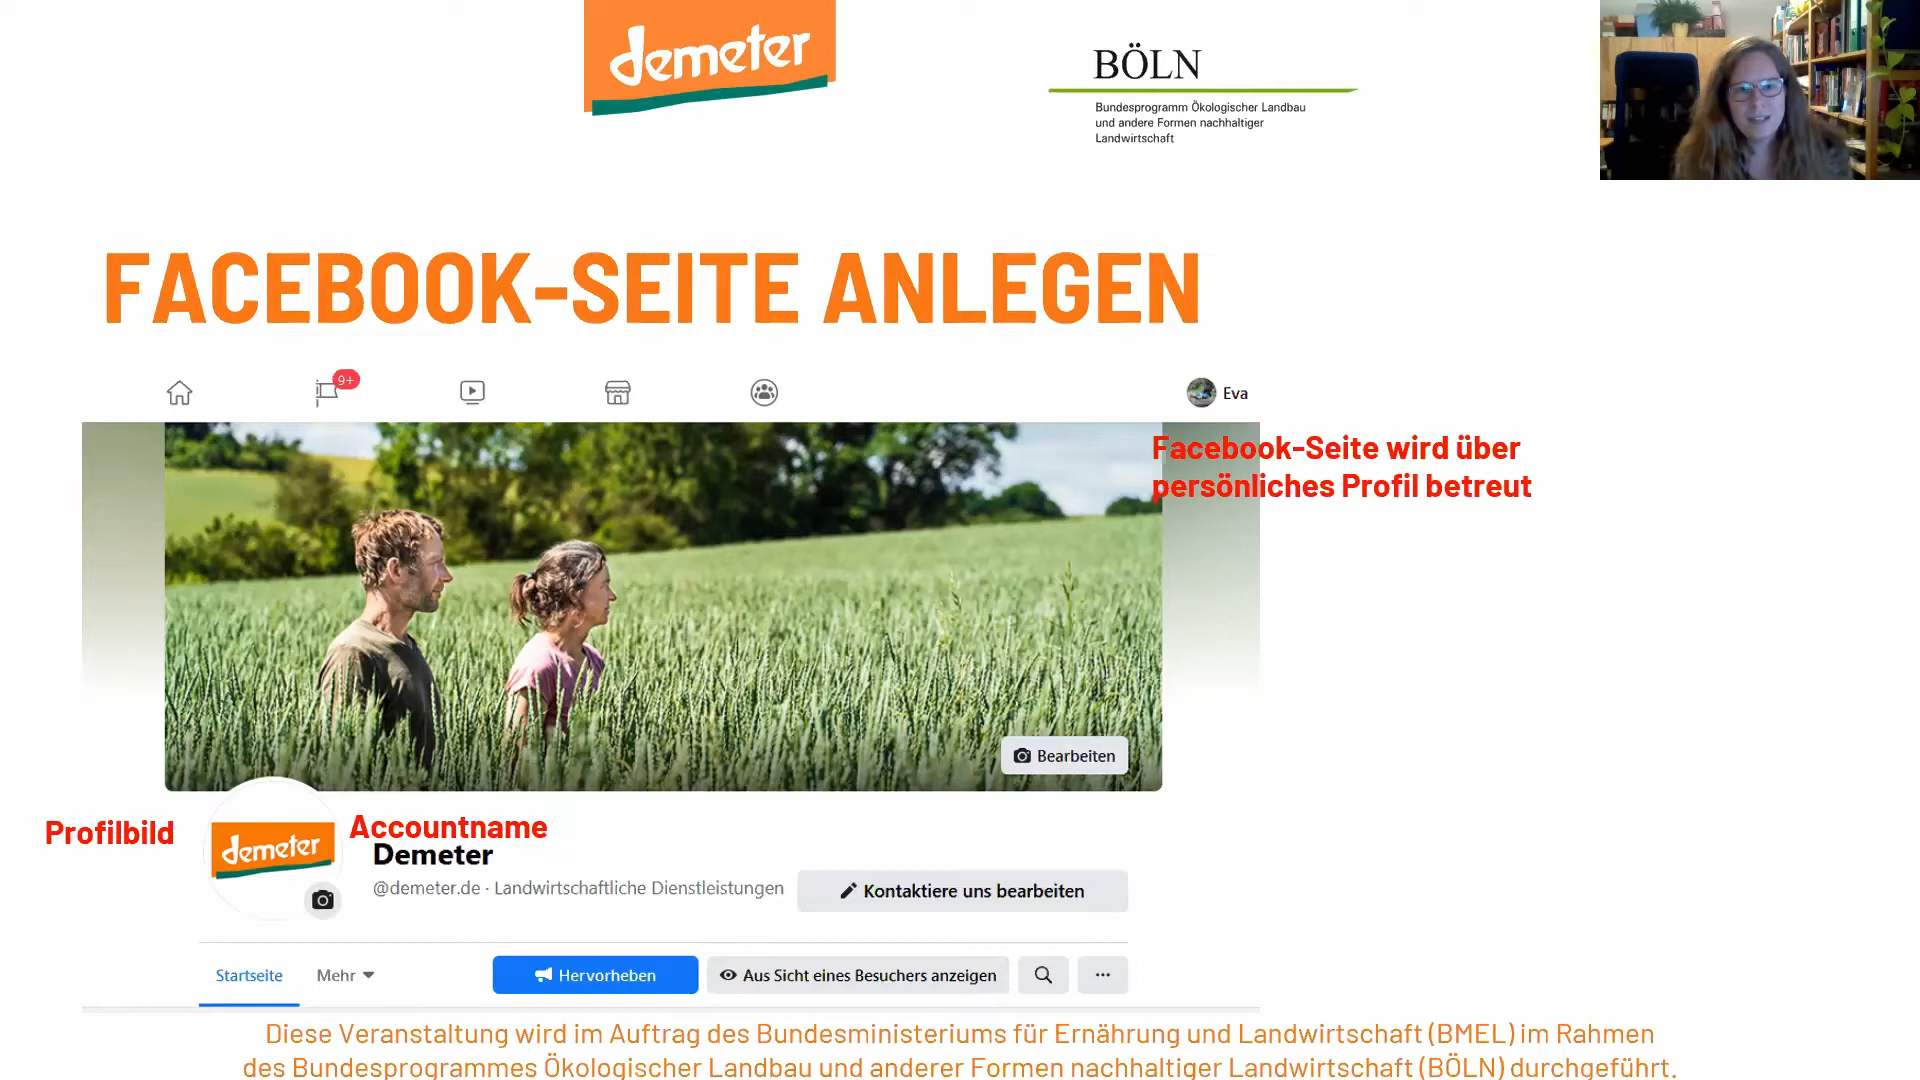 demeter
BÖLN
Bundesprogramm Ökologischer Landbau
und andere Formen nachhaltiger
Landwirtschaft
FACEBOOK-SEITE ANLEGEN
9+
Eva
Facebook-Seite wird über
persönliches Profil betreut
Bearbeiten
Profilbild
demeter
Accountname
Demeter
@demeter.de · Landwirtschaftliche Dienstleistungen
Kontaktiere uns bearbeiten
Startseite
Mehr
Hervorheben
Aus Sicht eines Besuchers anzeigen
Diese Veranstaltung wird im Auftrag des Bundesministeriums für Ernährung und Landwirtschaft (BMEL) im Rahmen
des Bundesprogrammes Ökologischer Landbau und anderer Formen nachhaltiger Landwirtschaft (BÖLN) durchgeführt.